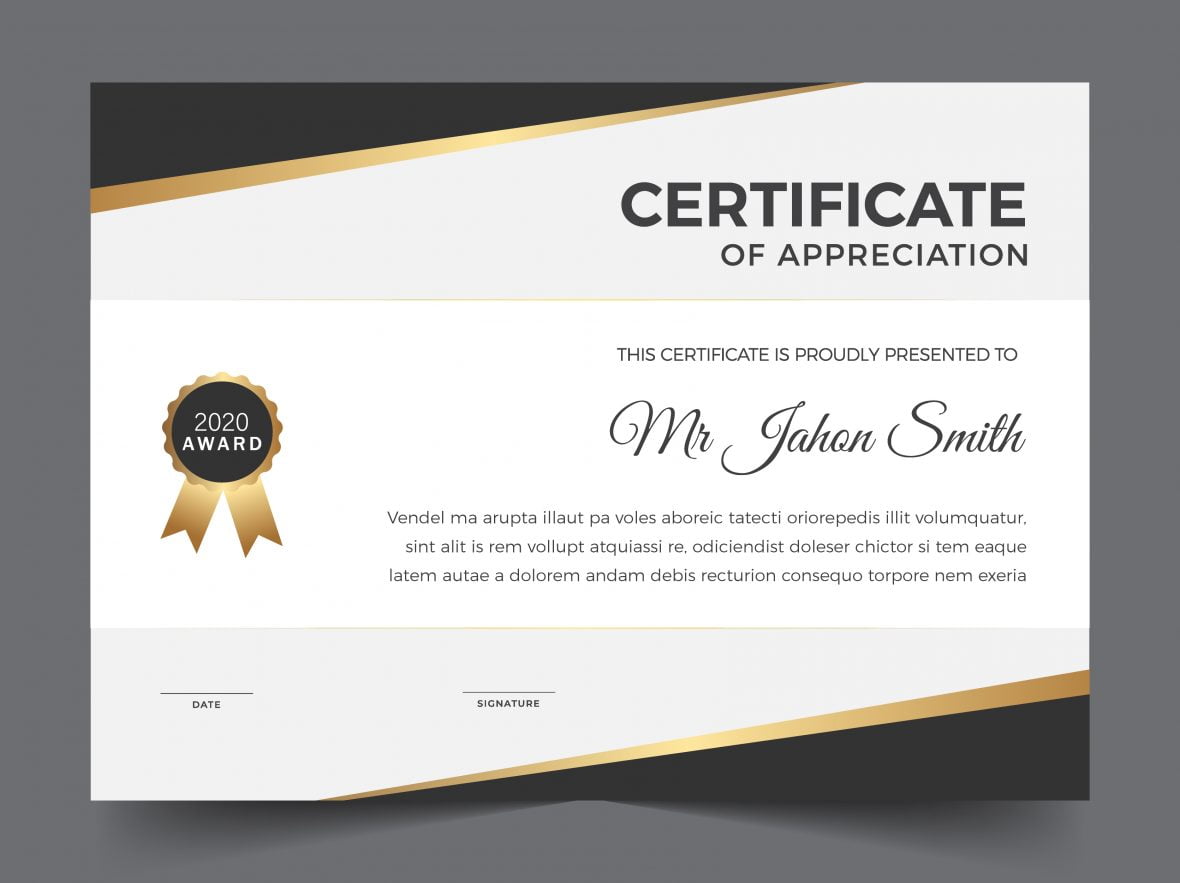 CERTIFICATE
OF APPRECIATION
THIS CERTIFICATE IS PROUDLY PRESENTED TO
Mr Jahon Smith
2020
AWARD
Vendel ma arupta illaut pa voles aboreic tatecti oriorepedis illit volumquatur,
sint alit is rem vollupt atquiassi re, odiciendist doleser chictor si tem eaque
latem autae a dolorem andam debis recturion consequo torpore nem exeria
DATE
SIGNATURE